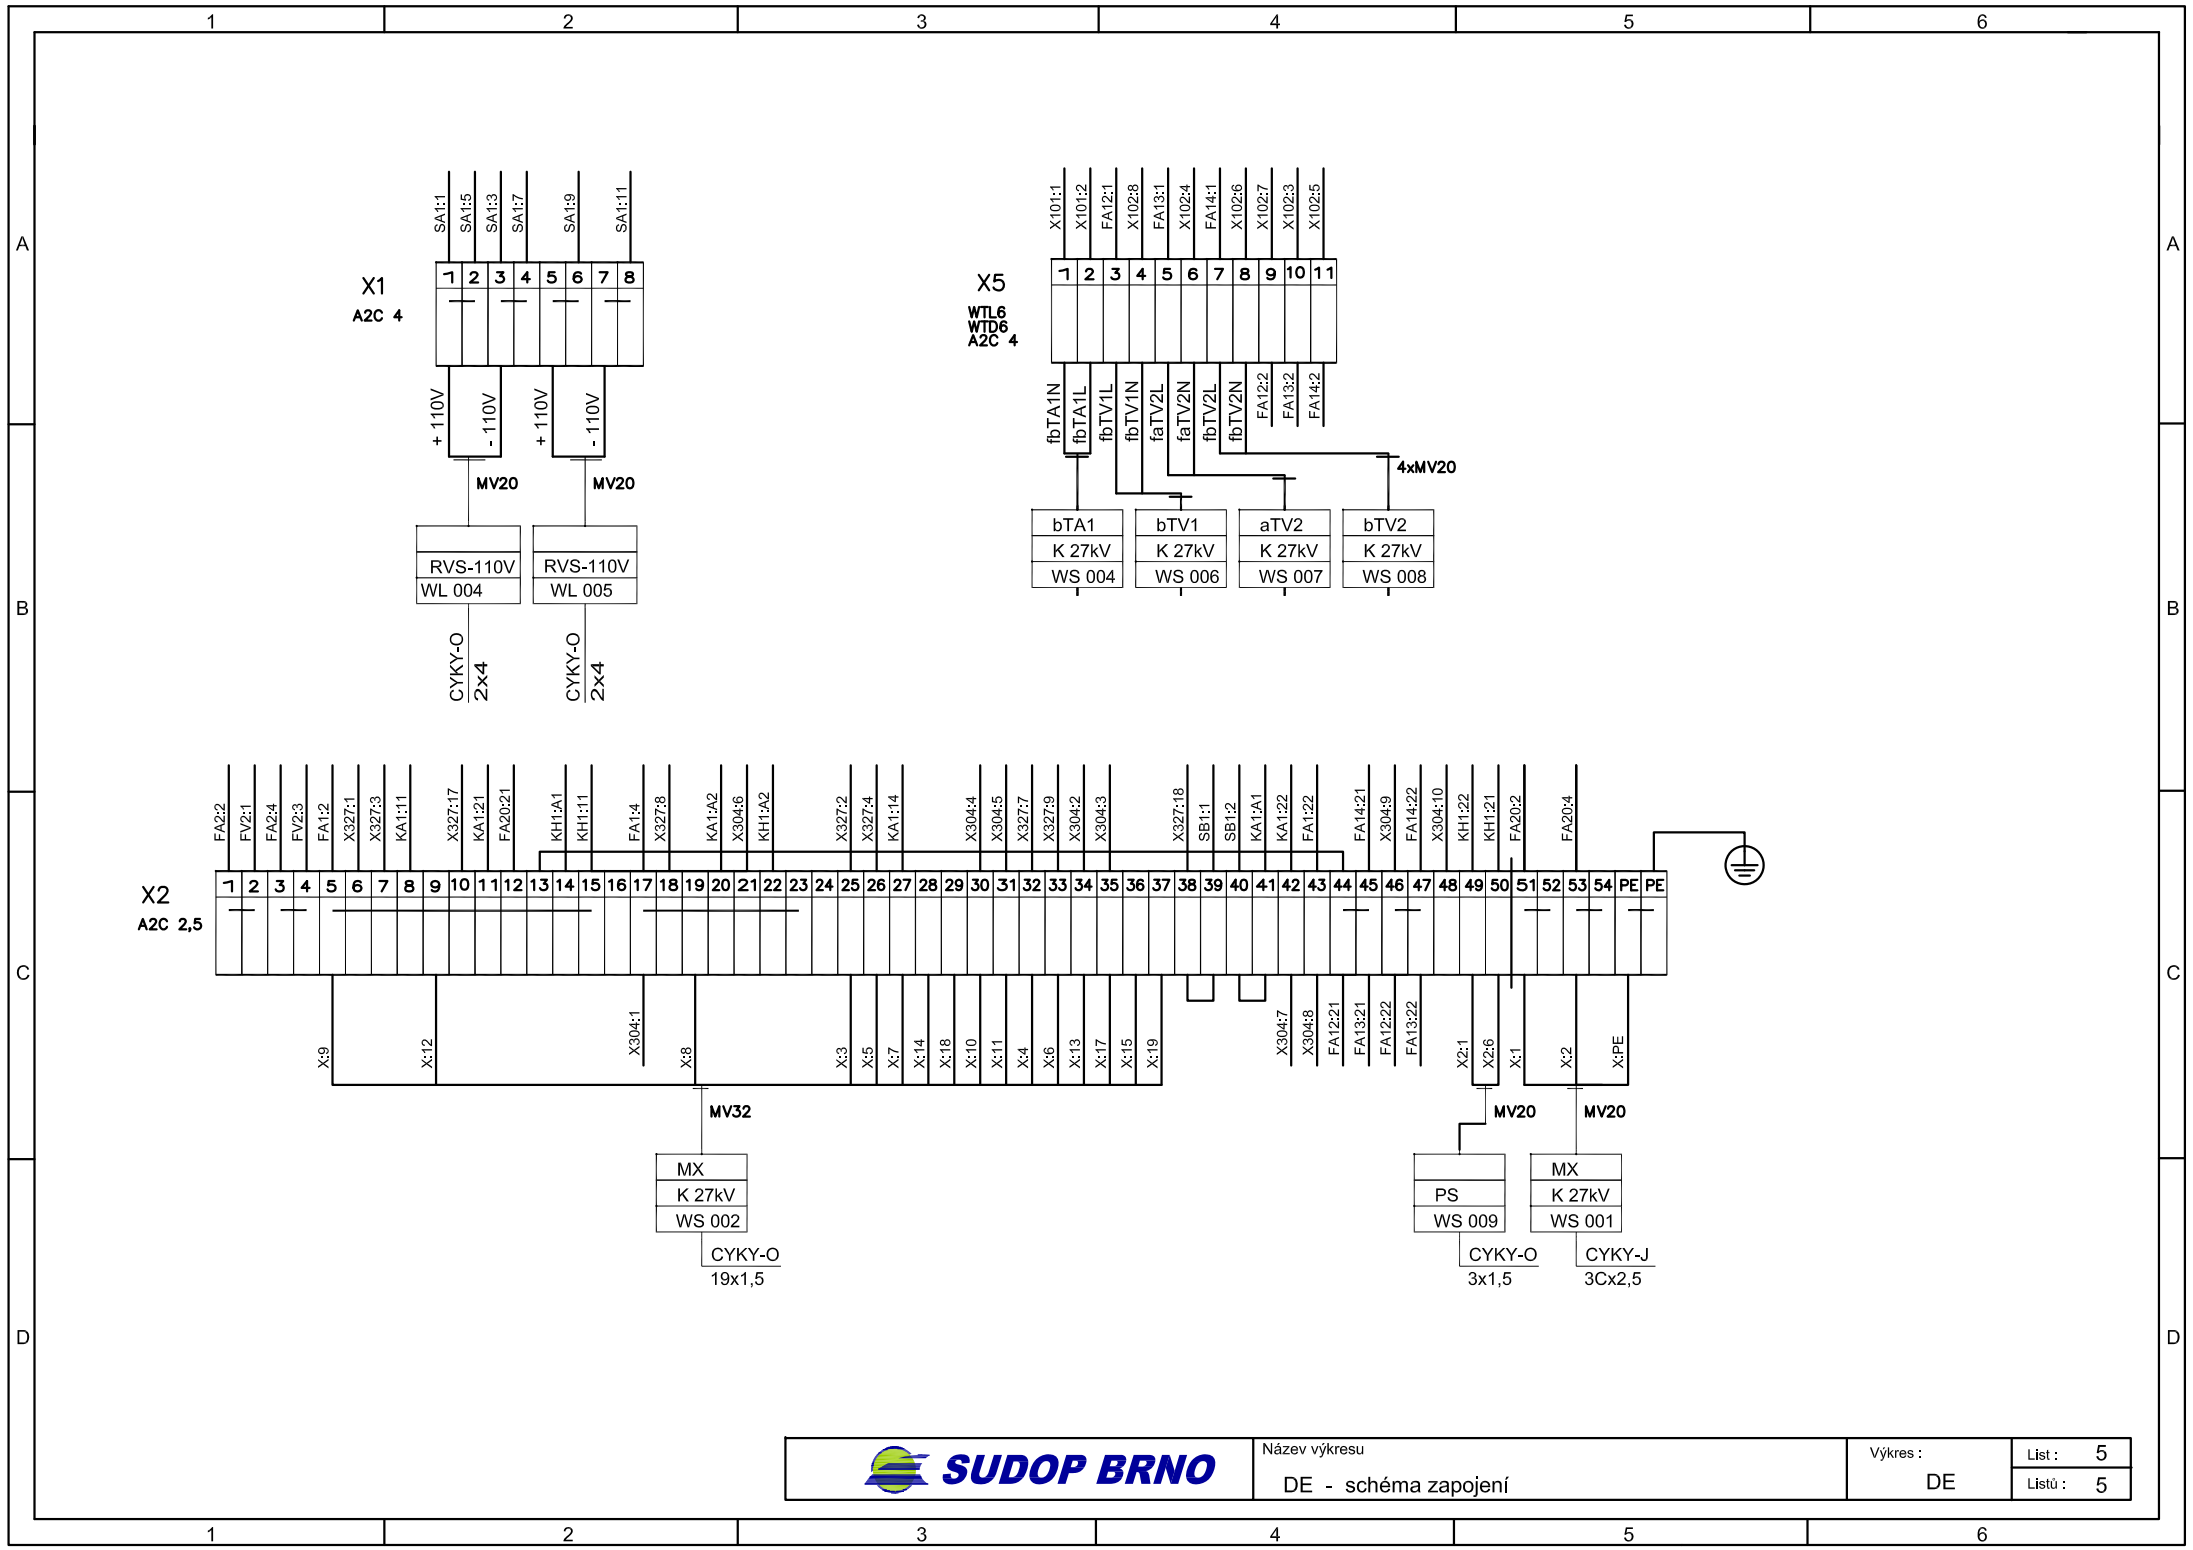 1 2 3 4 5 6
A A
B B
C C
D D
SA1:1 SA1:5 SA1:3 SA1:7 SA1:9 SA1:11
X1
A2C 4
1 2 3 4 5 6 7 8
+ 110V - 110V + 110V - 110V
MV20 MV20
RVS-110V RVS-110V
WL 004 WL 005
CYKY-O CYKY-O
2x4 2x4
X101:1 X101:2 FA12:1 X102:8 FA13:1 X102:4 FA14:1 X102:6 X102:7 X102:3 X102:5
X5
WTL6
WTD6
A2C 4
1 2 3 4 5 6 7 8 9 10 11
fbTA1N fbTA1L fbTV1L fbTV1N faTV2L faTV2N fbTV2L fbTV2N FA12:2 FA13:2 FA14:2
4xMV20
bTA1 bTV1 aTV2 bTV2
K 27kV K 27kV K 27kV K 27kV
WS 004 WS 006 WS 007 WS 008
FA2:2 FV2:1 FA2:4 FV2:3 FA1:2 X327:1 X327:3 KA1:11 X327:17 KA1:21 FA20:21 KH1:A1 KH1:11 FA1:4 X327:8 KA1:A2 X304:6 KH1:A2 X327:2 X327:4 KA1:14 X304:4 X304:5 X327:7 X327:9 X304:2 X304:3 X327:18 SB1:1 SB1:2 KA1:A1 KA1:22 FA1:22 FA14:21 X304:9 FA14:22 X304:10 KH1:22 KH1:21 FA20:2 FA20:4
X2
A2C 2,5
1 2 3 4 5 6 7 8 9 10 11 12 13 14 15 16 17 18 19 20 21 22 23 24 25 26 27 28 29 30 31 32 33 34 35 36 37 38 39 40 41 42 43 44 45 46 47 48 49 50 51 52 53 54 PE PE
X:9 X:12 X304:1 X:8 X:3 X:5 X:7 X:14 X:18 X:10 X:11 X:4 X:6 X:13 X:17 X:15 X:19 X304:7 X304:8 FA12:21 FA13:21 FA12:22 FA13:22 X2:1 X2:6 X:1 X:2 X:PE
MV32 MV20 MV20
MX MX
K 27kV PS K 27kV
WS 002 WS 009 WS 001
CYKY-O CYKY-O CYKY-J
19x1,5 3x1,5 3Cx2,5
SUDOP BRNO
Název výkresu
DE - schéma zapojení
Výkres :
DE
List : 5
Listů : 5
1 2 3 4 5 6